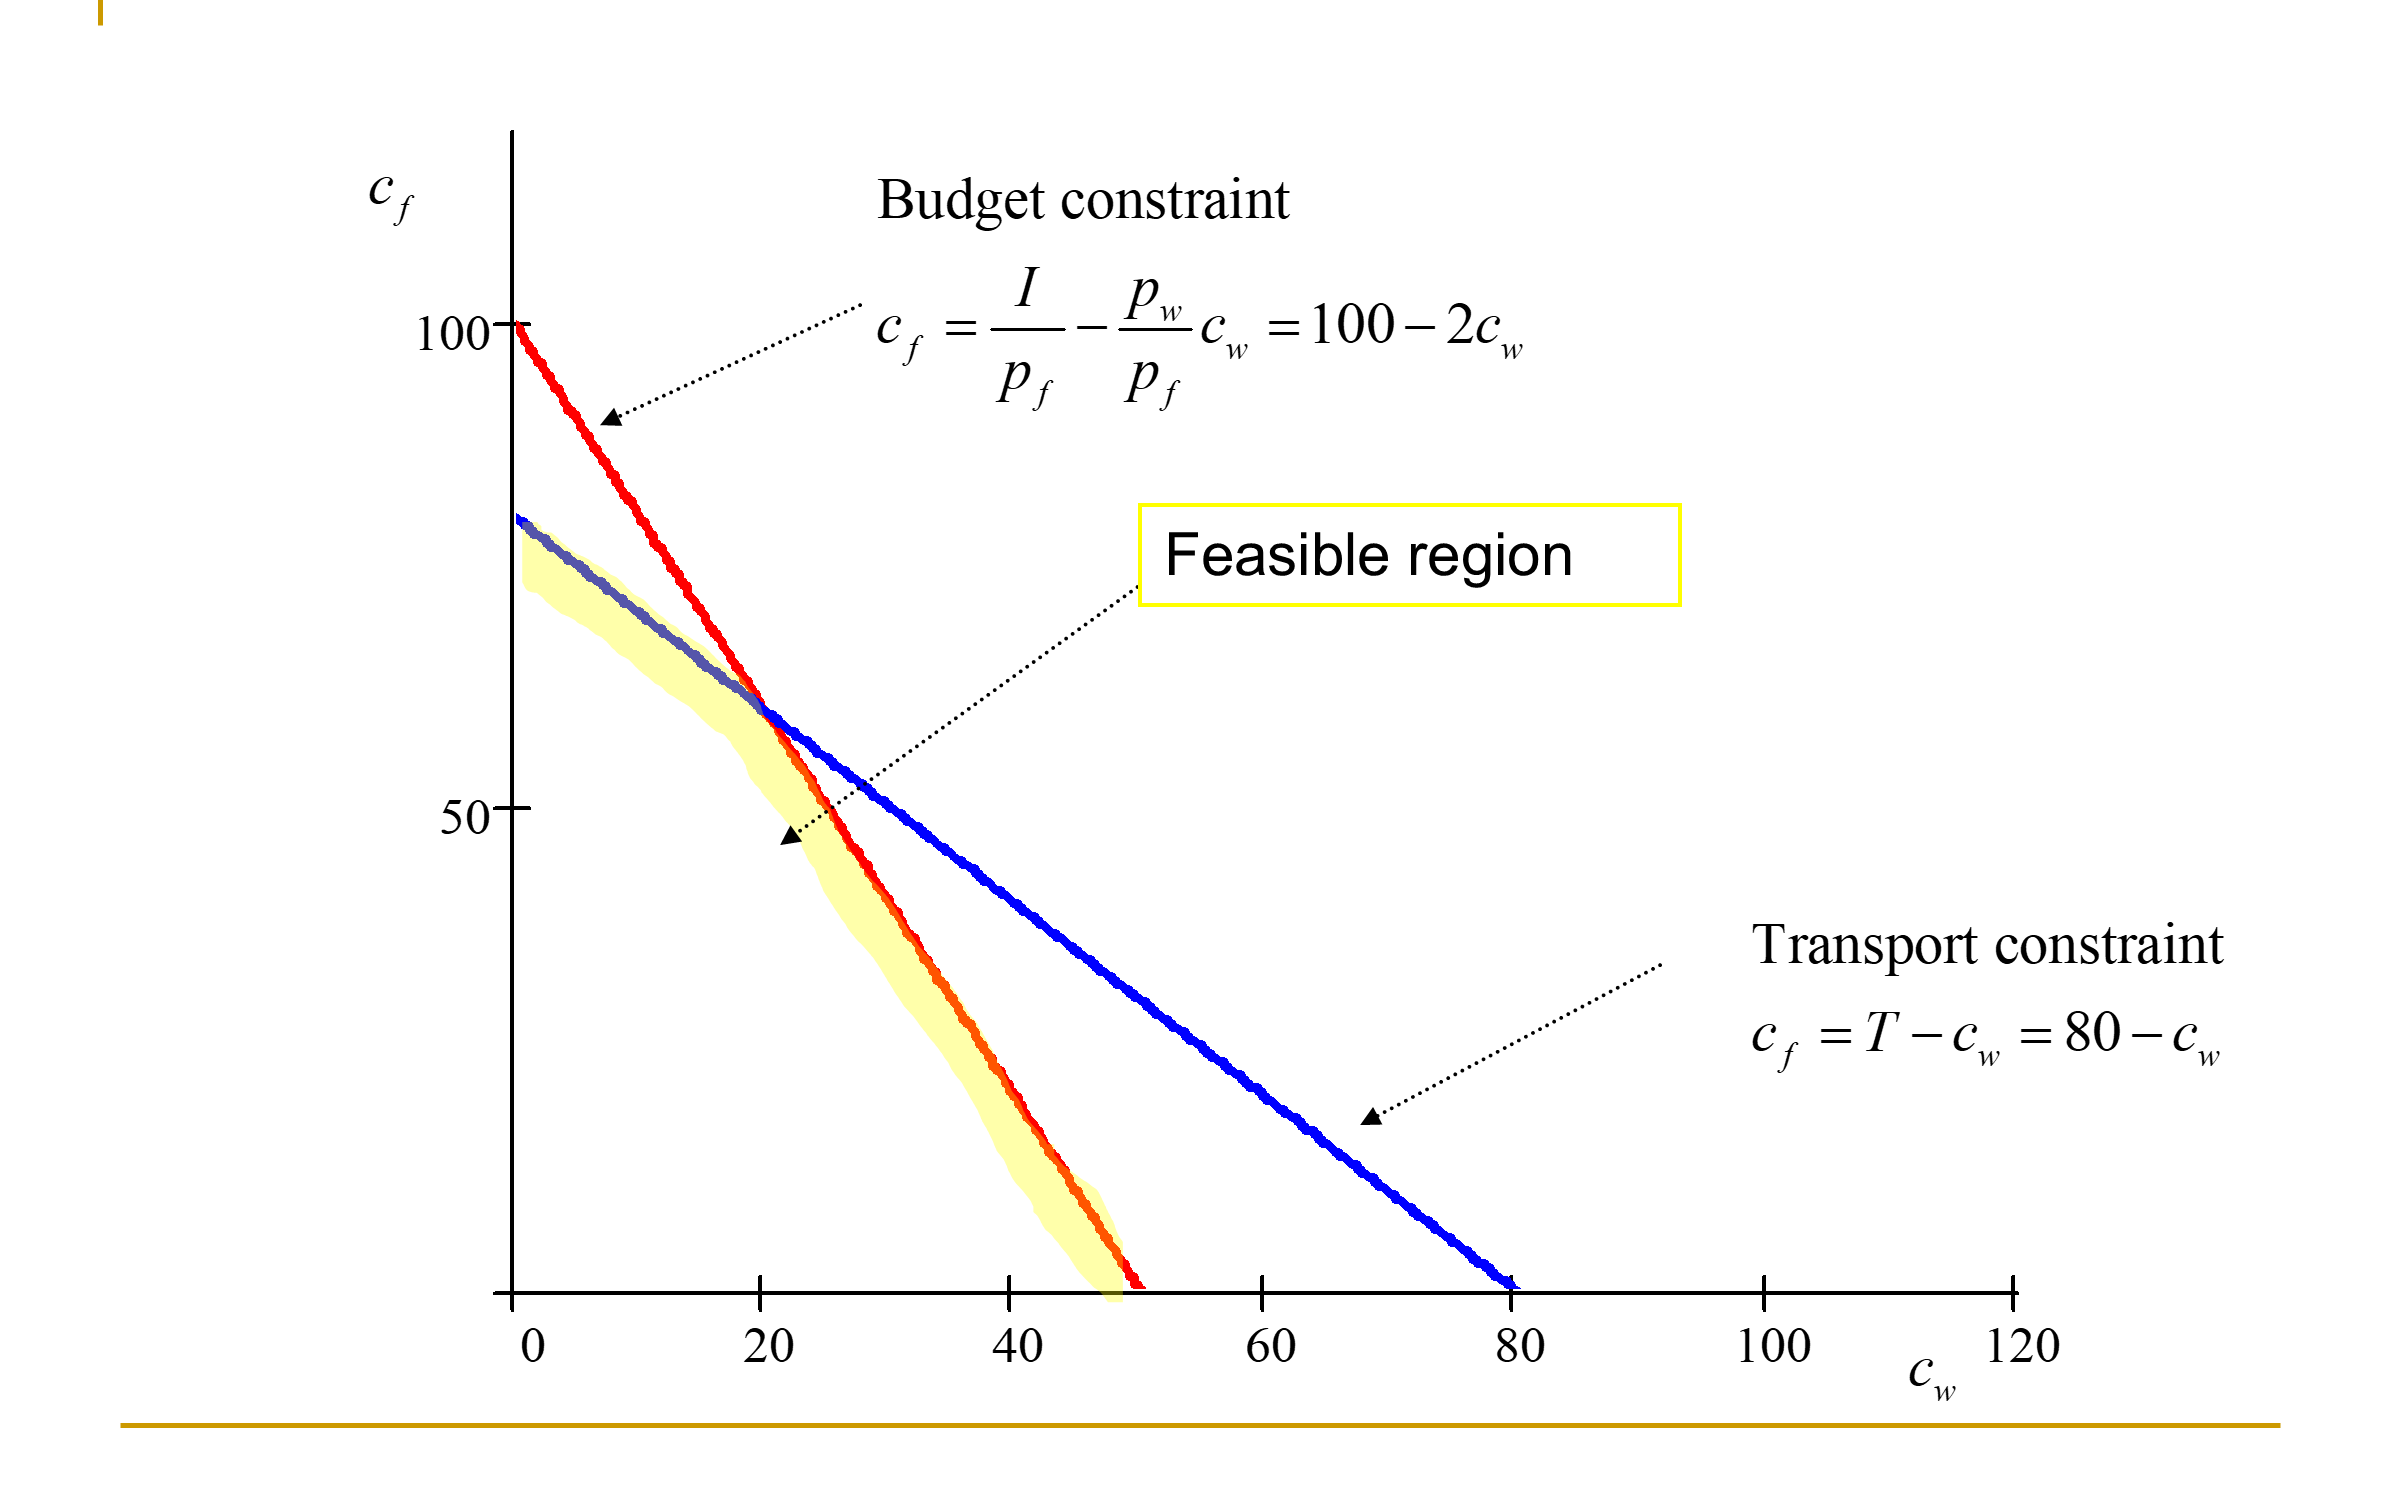 c_f
Budget constraint
c_f = I/p_f − p_w/p_f c_w = 100 − 2c_w
100
Feasible region
50
Transport constraint
c_f = T − c_w = 80 − c_w
0 20 40 60 80 100 120
c_w